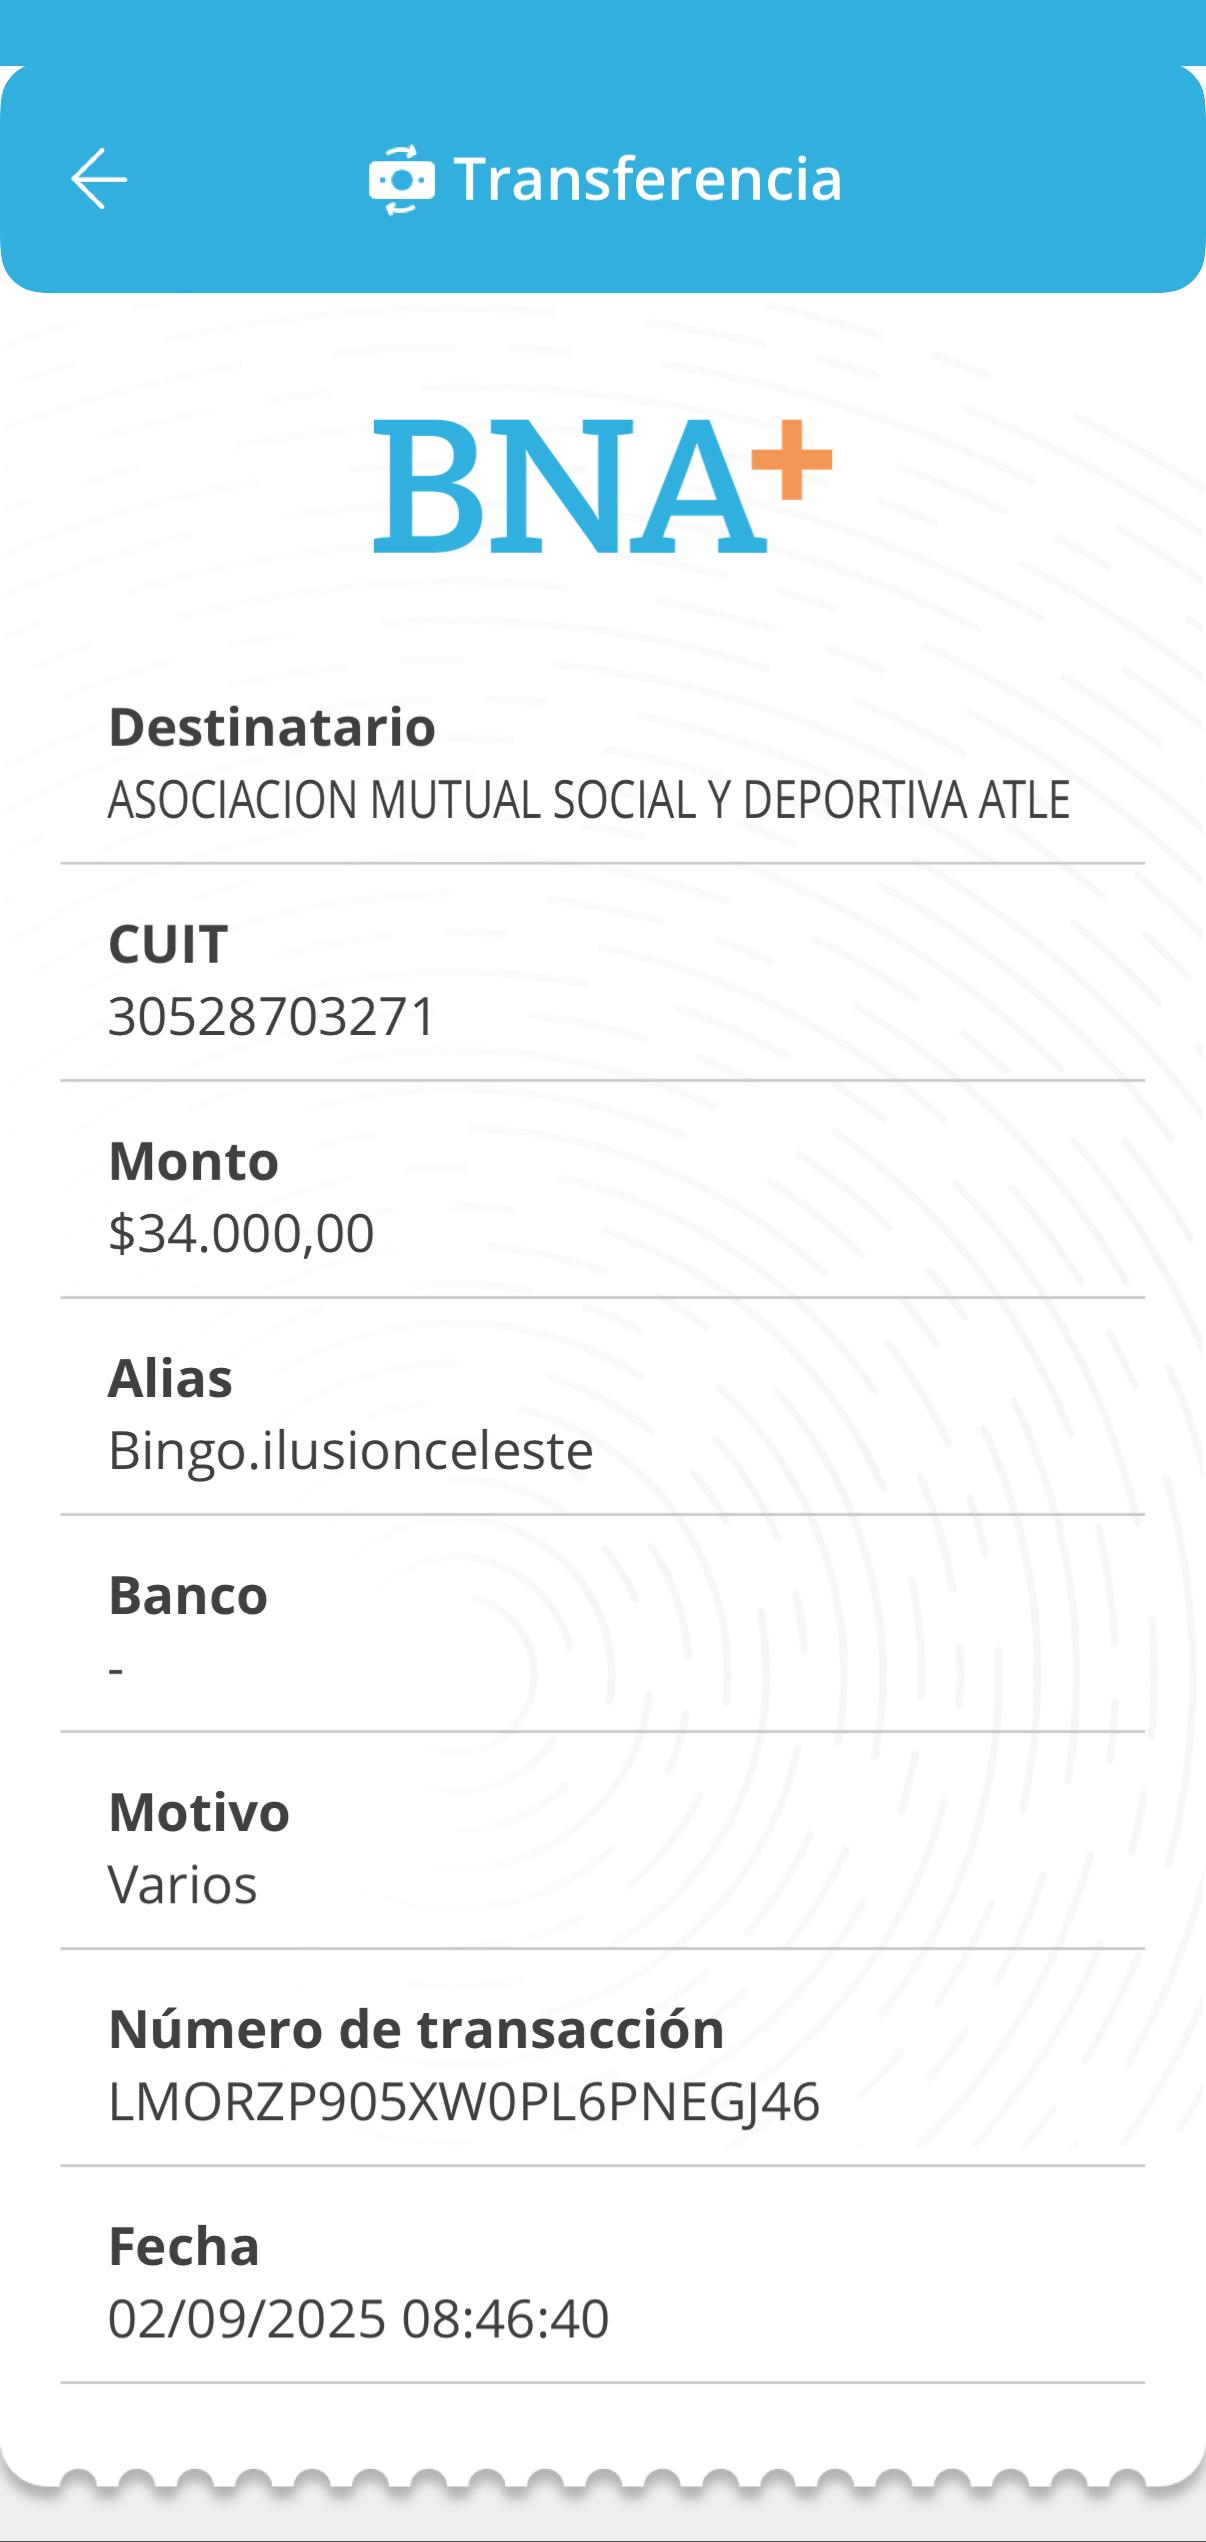 Transferencia
BNA+
Destinatario
ASOCIACION MUTUAL SOCIAL Y DEPORTIVA ATLE
CUIT
30528703271
Monto
$34.000,00
Alias
Bingo.ilusionceleste
Banco
-
Motivo
Varios
Número de transacción
LMORZP905XW0PL6PNEGJ46
Fecha
02/09/2025 08:46:40